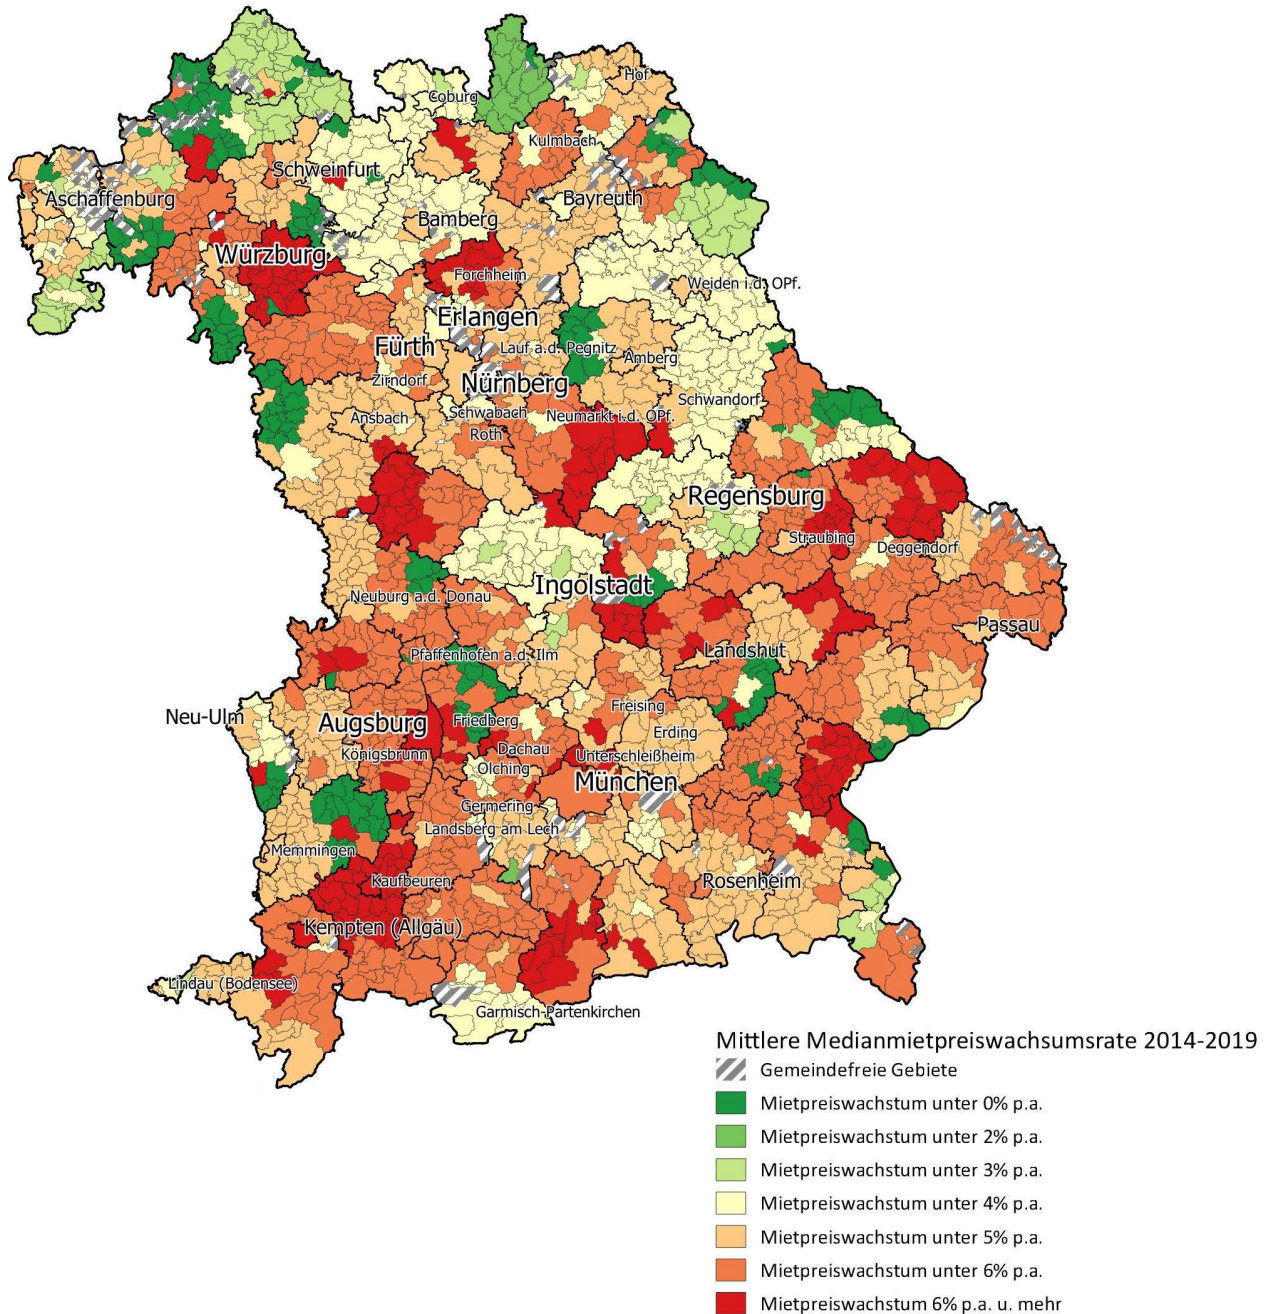 Hof
Coburg
Kulmbach
Schweinfurt
Aschaffenburg
Bayreuth
Bamberg
Würzburg
Forchheim
Weiden i.d. OPf.
Erlangen
Fürth
Lauf a.d. Pegnitz
Amberg
Zirndorf
Nürnberg
Schwandorf
Ansbach
Schwabach
Neumarkt i.d. OPf.
Roth
Regensburg
Straubing
Deggendorf
Ingolstadt
Neuburg a.d. Donau
Passau
Pfaffenhofen a.d. Ilm
Landshut
Neu-Ulm
Augsburg
Friedberg
Freising
Erding
Königsbrunn
Dachau
Unterschleißheim
Olching
München
Germering
Landsberg am Lech
Memmingen
Kaufbeuren
Rosenheim
Kempten (Allgäu)
Lindau (Bodensee)
Garmisch-Partenkirchen
Mittlere Medianmietpreiswachsumsrate 2014-2019
Gemeindefreie Gebiete
Mietpreiswachstum unter 0% p.a.
Mietpreiswachstum unter 2% p.a.
Mietpreiswachstum unter 3% p.a.
Mietpreiswachstum unter 4% p.a.
Mietpreiswachstum unter 5% p.a.
Mietpreiswachstum unter 6% p.a.
Mietpreiswachstum 6% p.a. u. mehr